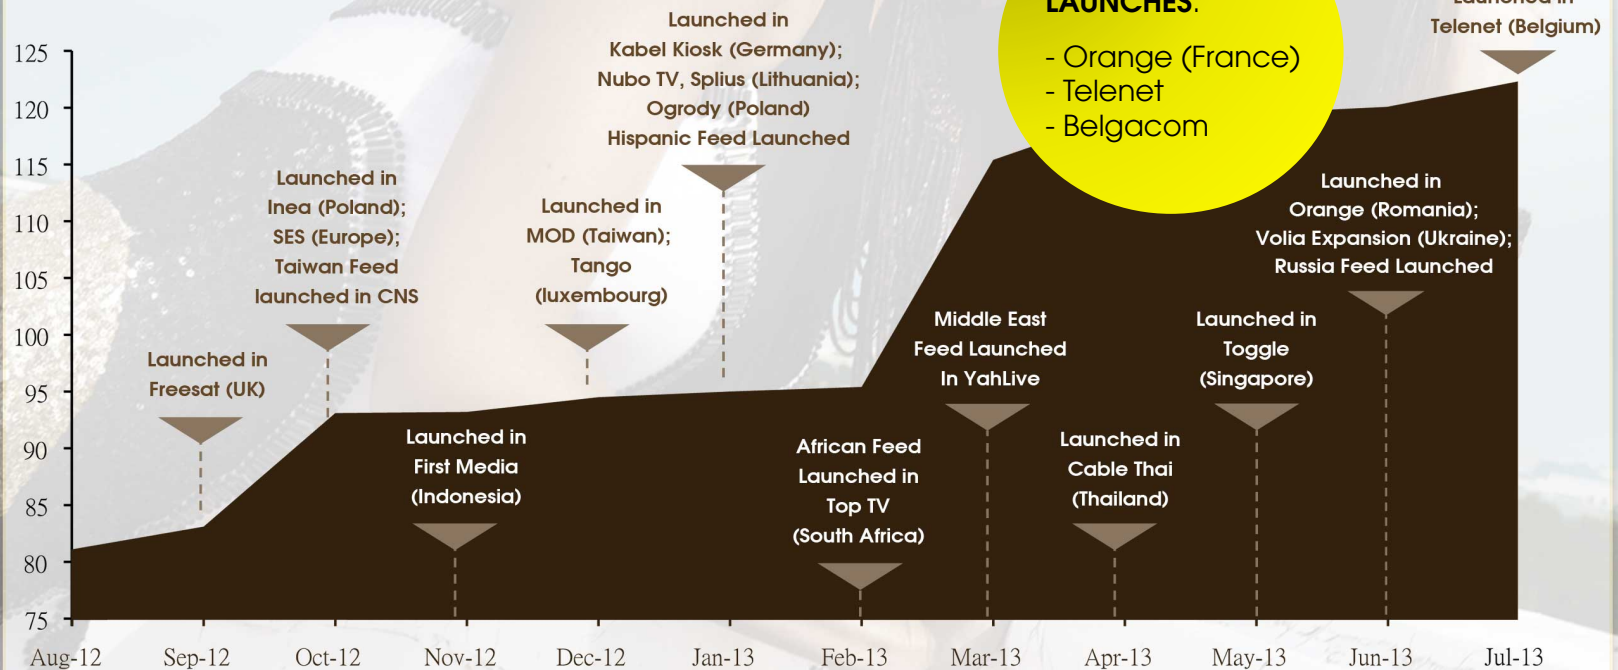 LAUNCHES:
- Orange (France)
- Telenet
- Belgacom
Launched in
Telenet (Belgium)
Launched in
Kabel Kiosk (Germany);
Nubo TV, Splius (Lithuania);
Ogrody (Poland)
Hispanic Feed Launched
Launched in
Inea (Poland);
SES (Europe);
Taiwan Feed
launched in CNS
Launched in
MOD (Taiwan);
Tango
(luxembourg)
Launched in
Orange (Romania);
Volia Expansion (Ukraine);
Russia Feed Launched
Launched in
Freesat (UK)
Middle East
Feed Launched
In YahLive
Launched in
Toggle
(Singapore)
Launched in
First Media
(Indonesia)
African Feed
Launched in
Top TV
(South Africa)
Launched in
Cable Thai
(Thailand)
125
120
115
110
105
100
95
90
85
80
75
Aug-12 Sep-12 Oct-12 Nov-12 Dec-12 Jan-13 Feb-13 Mar-13 Apr-13 May-13 Jun-13 Jul-13